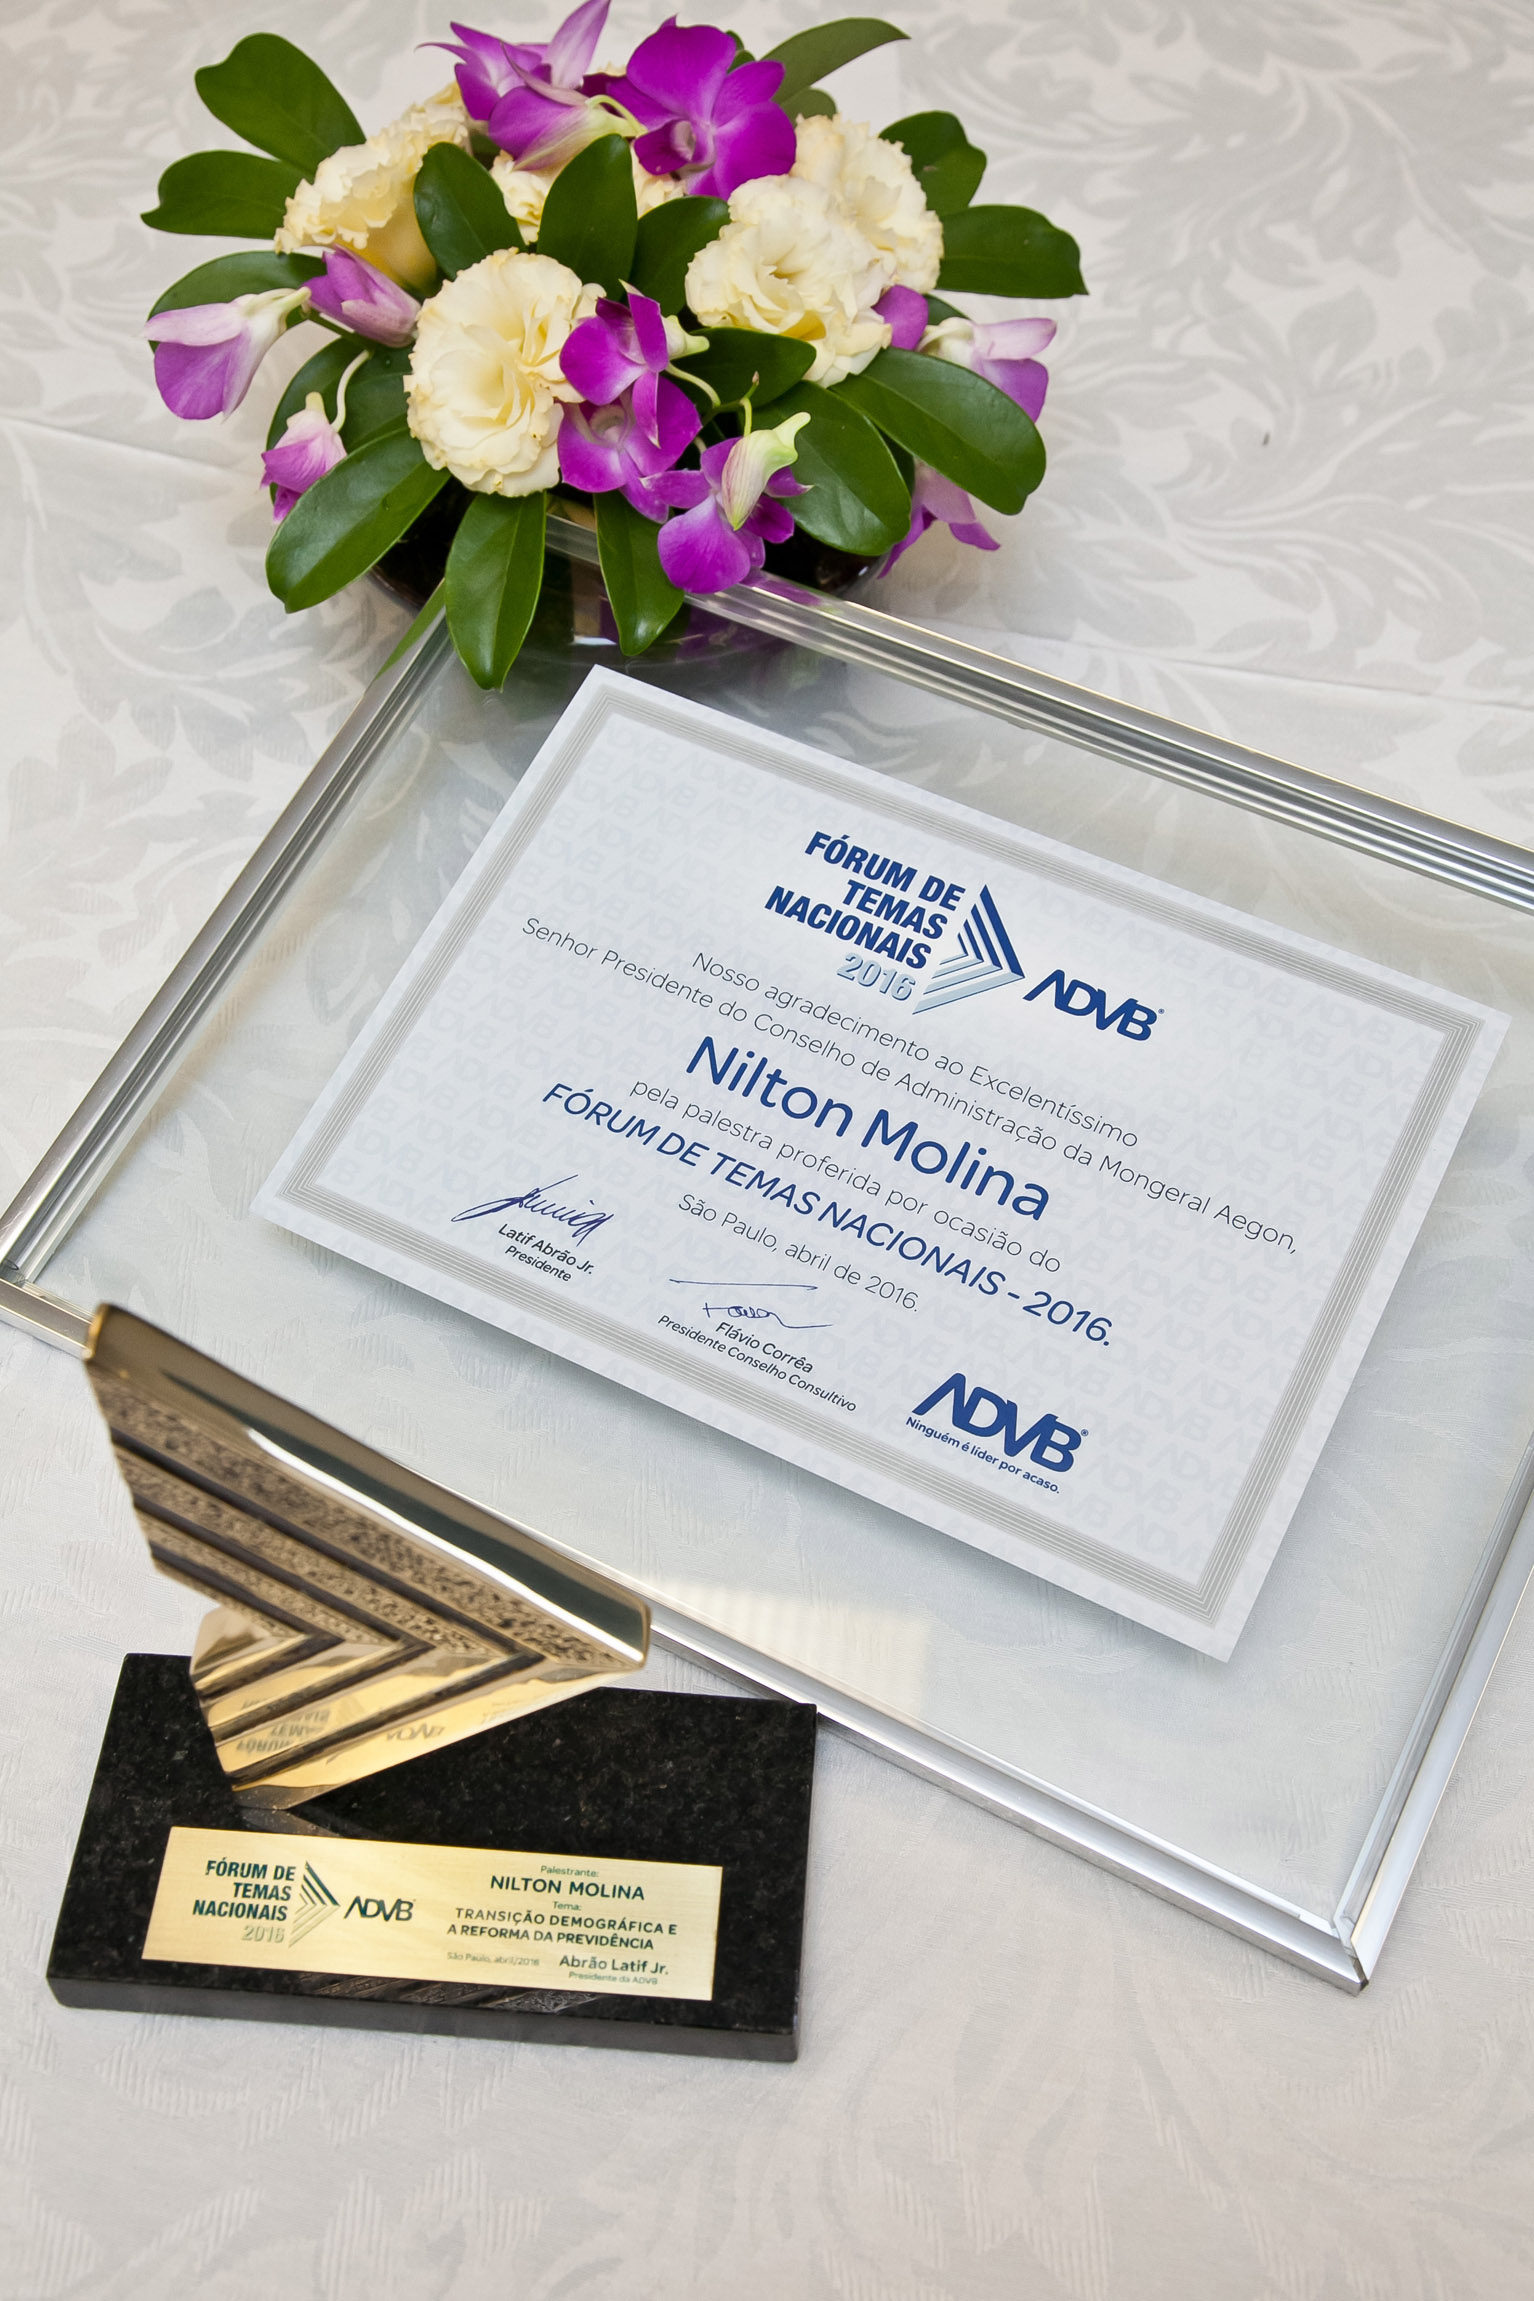 FÓRUM DE
TEMAS
NACIONAIS
2016
ADVB®
Nosso agradecimento ao Excelentíssimo
Senhor Presidente do Conselho de Administração da Mongeral Aegon,
Nilton Molina
pela palestra proferida por ocasião do
FÓRUM DE TEMAS NACIONAIS - 2016.
São Paulo, abril de 2016.
Latif Abrão Jr.
Presidente
Flávio Corrêa
Presidente Conselho Consultivo
ADVB®
Ninguém é líder por acaso.
FÓRUM DE
TEMAS
NACIONAIS
2016
ADVB
Palestrante:
NILTON MOLINA
Tema:
TRANSIÇÃO DEMOGRÁFICA E
A REFORMA DA PREVIDÊNCIA
São Paulo, abril/2016
Abrão Latif Jr.
Presidente da ADVB